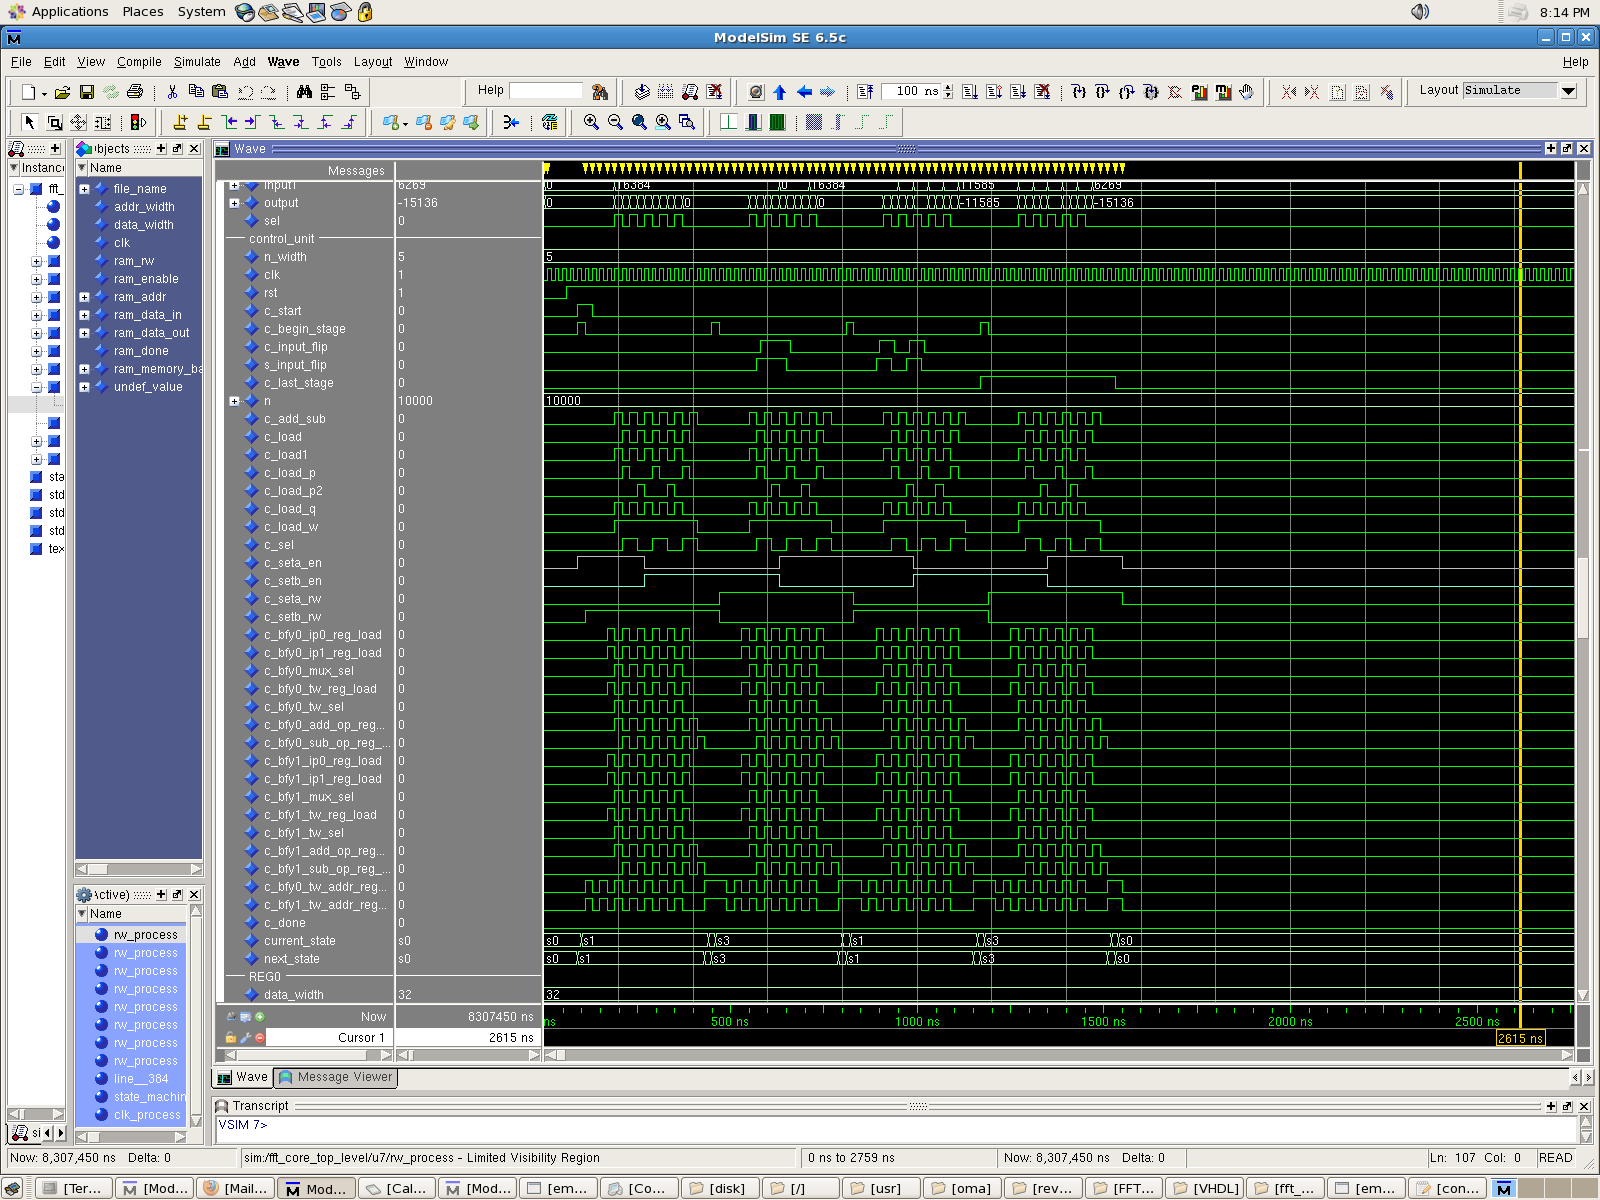 Applications Places System 8:14 PM
ModelSim SE 6.5c
File Edit View Compile Simulate Add Wave Tools Layout Window Help
Help 100 ns Layout Simulate
Instanc Objects Wave
Name
fft_
file_name
addr_width
data_width
clk
ram_rw
ram_enable
ram_addr
ram_data_in
ram_data_out
ram_done
ram_memory_ba
undef_value
sta
std
std
std
tex
Messages
input1 6269 0 16384 0 16384 11585 6269
output -15136 0 0 0 -11585 -15136
sel 0
control_unit
n_width 5 5
clk 1
rst 1
c_start 0
c_begin_stage 0
c_input_flip 0
s_input_flip 0
c_last_stage 0
n 10000 10000
c_add_sub 0
c_load 0
c_load1 0
c_load_p 0
c_load_p2 0
c_load_q 0
c_load_w 0
c_sel 0
c_seta_en 0
c_setb_en 0
c_seta_rw 0
c_setb_rw 0
c_bfy0_ip0_reg_load 0
c_bfy0_ip1_reg_load 0
c_bfy0_mux_sel 0
c_bfy0_tw_reg_load 0
c_bfy0_tw_sel 0
c_bfy0_add_op_reg... 0
c_bfy0_sub_op_reg_... 0
c_bfy1_ip0_reg_load 0
c_bfy1_ip1_reg_load 0
c_bfy1_mux_sel 0
c_bfy1_tw_reg_load 0
c_bfy1_tw_sel 0
c_bfy1_add_op_reg... 0
c_bfy1_sub_op_reg_... 0
c_bfy0_tw_addr_reg... 0
c_bfy1_tw_addr_reg... 0
c_done 0
current_state s0 s0 s1 s3 s1 s3 s0
next_state s0 s0 s1 s3 s1 s3 s0
REG0
data_width 32 32
Now 8307450 ns ns 500 ns 1000 ns 1500 ns 2000 ns 2500 ns
Cursor 1 2615 ns 2615 ns
ctive)
Name
rw_process
rw_process
rw_process
rw_process
rw_process
rw_process
rw_process
rw_process
line__384
state_machin
clk_process
si
Wave Message Viewer
Transcript
VSIM 7>
Now: 8,307,450 ns Delta: 0 sim:/fft_core_top_level/u7/rw_process - Limited Visibility Region 0 ns to 2759 ns Now: 8,307,450 ns Delta: 0 Ln: 107 Col: 0 READ
[Ter... [Mod... [Mail... Mod... [Cal... [Mod... [em... [Co... [disk] [/] [usr] [oma] [rev... [FFT... [VHDL] [fft_... [em... [con...